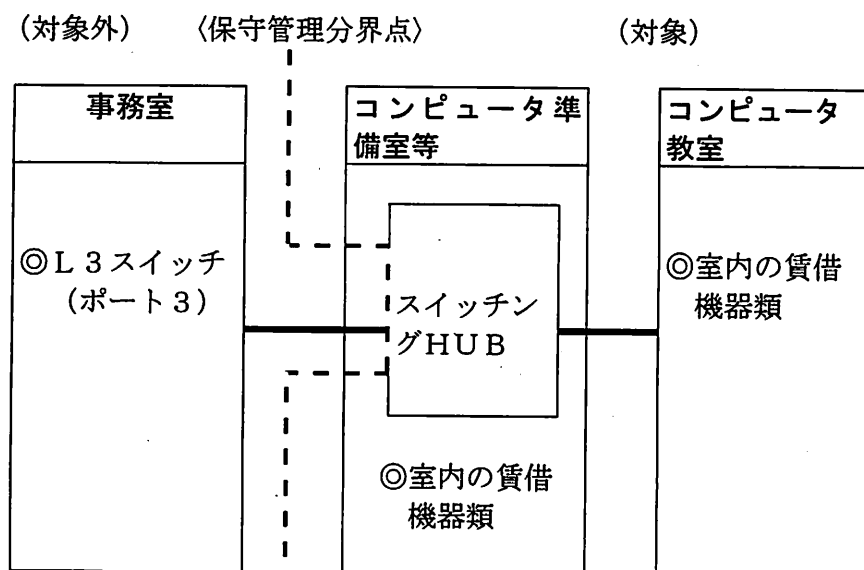 （対象外）
〈保守管理分界点〉
（対象）
事務室
コンピュータ準
備室等
コンピュータ
教室
◎Ｌ３スイッチ
（ポート３）
スイッチン
グＨＵＢ
◎室内の賃借
機器類
◎室内の賃借
機器類